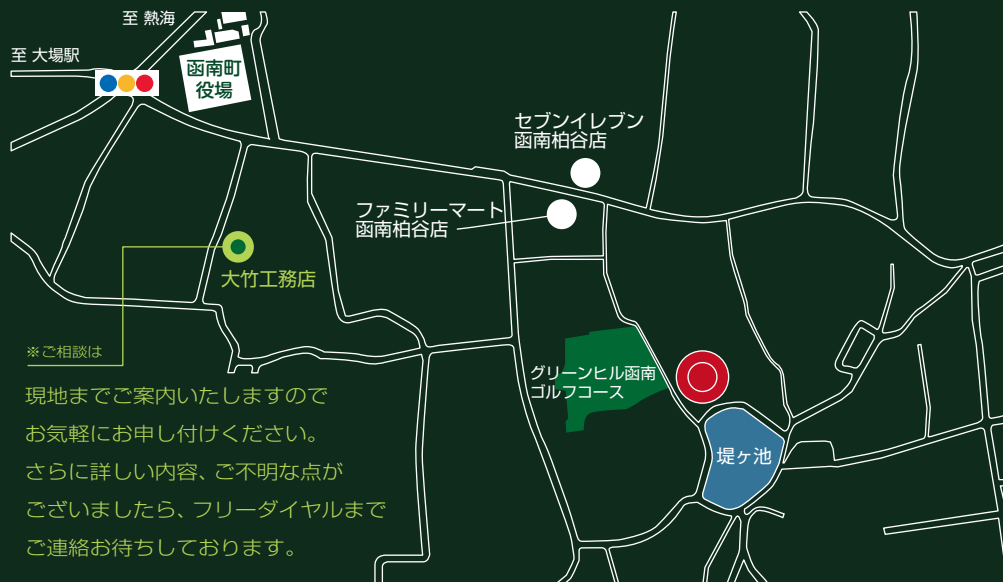 至 熱海
至 大場駅
函南町
役場
セブンイレブン
函南柏谷店
ファミリーマート
函南柏谷店
大竹工務店
※ご相談は
グリーンヒル函南
ゴルフコース
堤ヶ池
現地までご案内いたしますので
お気軽にお申し付けください。
さらに詳しい内容、ご不明な点が
ございましたら、フリーダイヤルまで
ご連絡お待ちしております。